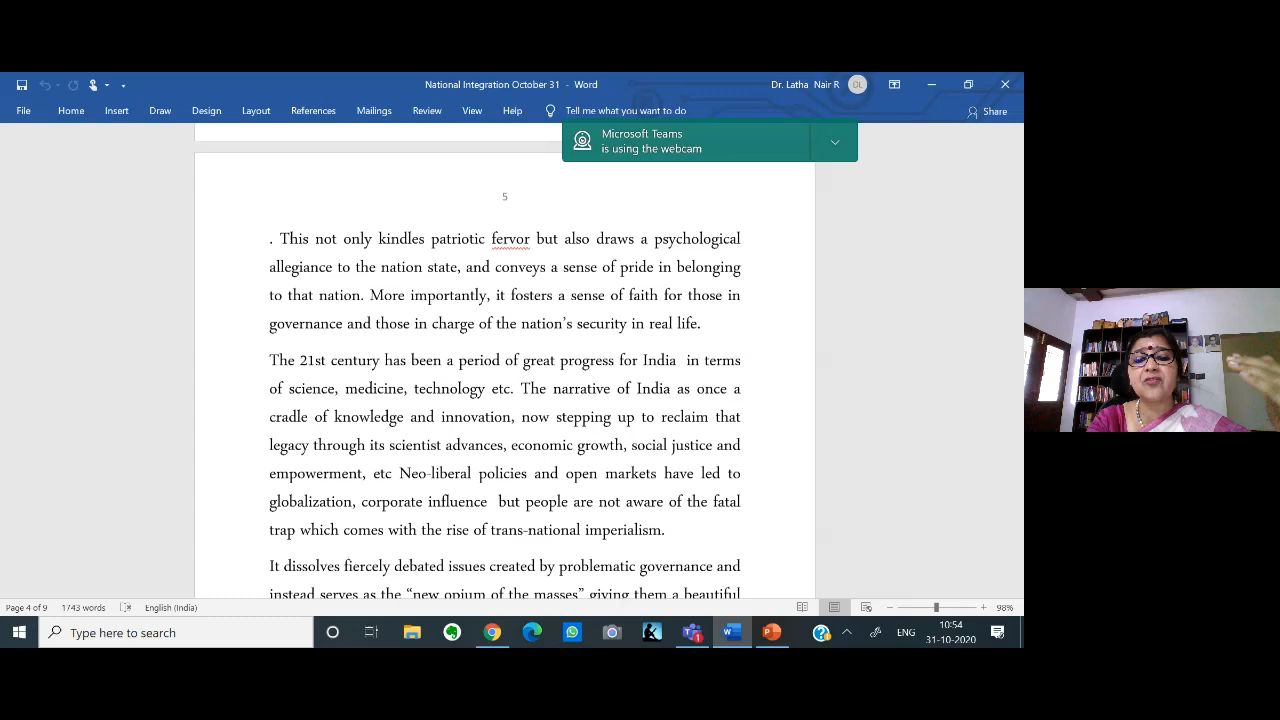 National Integration October 31 - Word
Dr. Latha Nair R
DL
File Home Insert Draw Design Layout References Mailings Review View Help Tell me what you want to do
Share
Microsoft Teams
is using the webcam
5
. This not only kindles patriotic fervor but also draws a psychological
allegiance to the nation state, and conveys a sense of pride in belonging
to that nation. More importantly, it fosters a sense of faith for those in
governance and those in charge of the nation's security in real life.
The 21st century has been a period of great progress for India in terms
of science, medicine, technology etc. The narrative of India as once a
cradle of knowledge and innovation, now stepping up to reclaim that
legacy through its scientist advances, economic growth, social justice and
empowerment, etc Neo-liberal policies and open markets have led to
globalization, corporate influence but people are not aware of the fatal
trap which comes with the rise of trans-national imperialism.
It dissolves fiercely debated issues created by problematic governance and
instead serves as the “new opium of the masses” giving them a beautiful
Page 4 of 9 1743 words English (India) 98%
Type here to search
1
ENG
10:54
31-10-2020